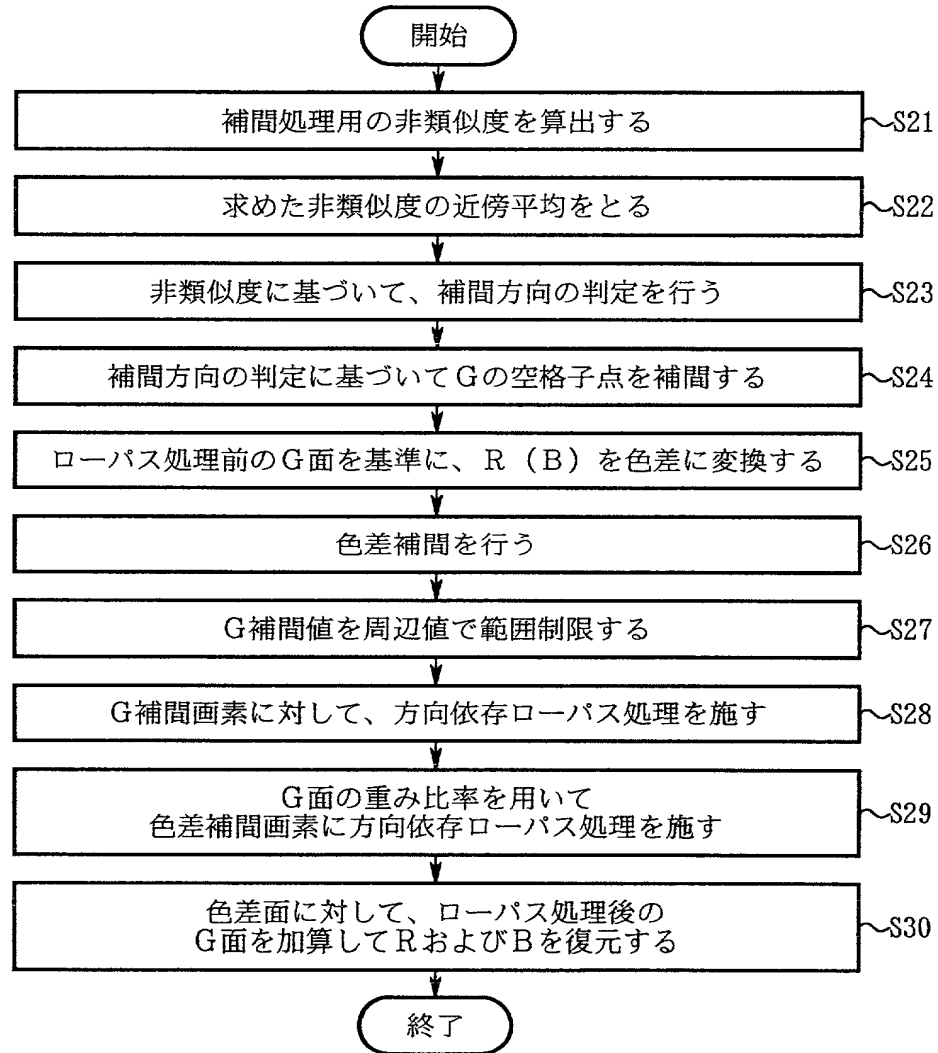 開始
補間処理用の非類似度を算出する
S21
求めた非類似度の近傍平均をとる
S22
非類似度に基づいて、補間方向の判定を行う
S23
補間方向の判定に基づいてGの空格子点を補間する
S24
ローパス処理前のG面を基準に、R(B)を色差に変換する
S25
色差補間を行う
S26
G補間値を周辺値で範囲制限する
S27
G補間画素に対して、方向依存ローパス処理を施す
S28
G面の重み比率を用いて
色差補間画素に方向依存ローパス処理を施す
S29
色差面に対して、ローパス処理後の
G面を加算してRおよびBを復元する
S30
終了